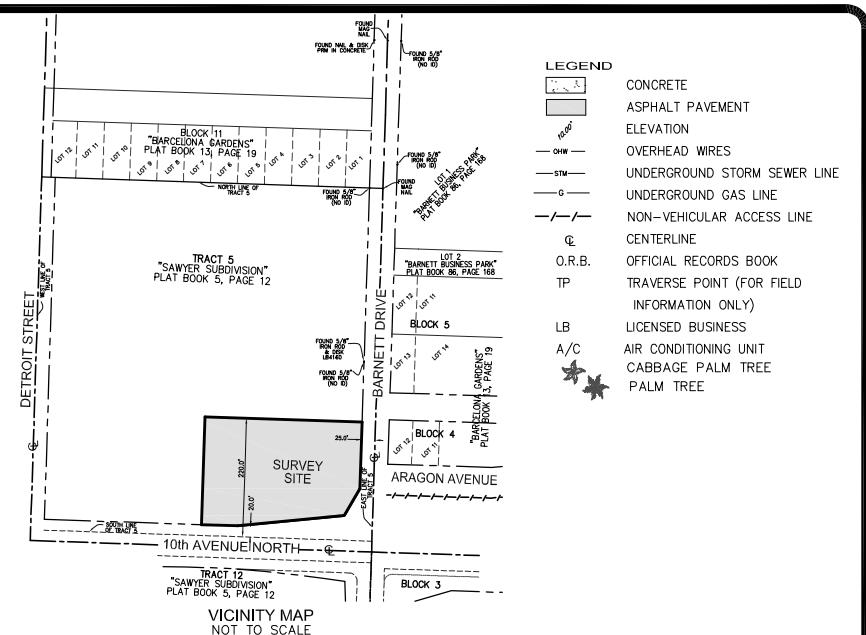 FOUND
MAG
NAIL
FOUND NAIL & DISK
PRM IN CONCRETE
FOUND 5/8"
IRON ROD
(NO ID)
BLOCK 11
"BARCELONA GARDENS"
PLAT BOOK 13, PAGE 19
LOT 12
LOT 11
LOT 10
LOT 9
LOT 8
LOT 7
LOT 6
LOT 5
LOT 4
LOT 3
LOT 2
LOT 1
NORTH LINE OF
TRACT 5
FOUND 5/8"
IRON ROD
(NO ID)
FOUND
MAG
NAIL
FOUND 5/8"
IRON ROD
(NO ID)
LOT 1
"BARNETT BUSINESS PARK"
PLAT BOOK 86, PAGE 168
TRACT 5
"SAWYER SUBDIVISION"
PLAT BOOK 5, PAGE 12
WEST LINE OF
TRACT 5
DETROIT STREET
BARNETT DRIVE
LOT 2
"BARNETT BUSINESS PARK"
PLAT BOOK 86, PAGE 168
LOT 12
LOT 11
BLOCK 5
LOT 13
LOT 14
"BARCELONA GARDENS"
PLAT BOOK 13, PAGE 19
FOUND 5/8"
IRON ROD
& DISK
LB4160
FOUND 5/8"
IRON ROD
(NO ID)
BLOCK 4
LOT 12
LOT 11
ARAGON AVENUE
25.0'
220.0'
20.0'
SURVEY
SITE
EAST LINE OF
TRACT 5
SOUTH LINE
OF TRACT 5
10th AVENUE NORTH
TRACT 12
"SAWYER SUBDIVISION"
PLAT BOOK 5, PAGE 12
BLOCK 3
VICINITY MAP
NOT TO SCALE
LEGEND
CONCRETE
ASPHALT PAVEMENT
10.00' ELEVATION
OHW OVERHEAD WIRES
STM UNDERGROUND STORM SEWER LINE
G UNDERGROUND GAS LINE
NON-VEHICULAR ACCESS LINE
℄ CENTERLINE
O.R.B. OFFICIAL RECORDS BOOK
TP TRAVERSE POINT (FOR FIELD
INFORMATION ONLY)
LB LICENSED BUSINESS
A/C AIR CONDITIONING UNIT
CABBAGE PALM TREE
PALM TREE